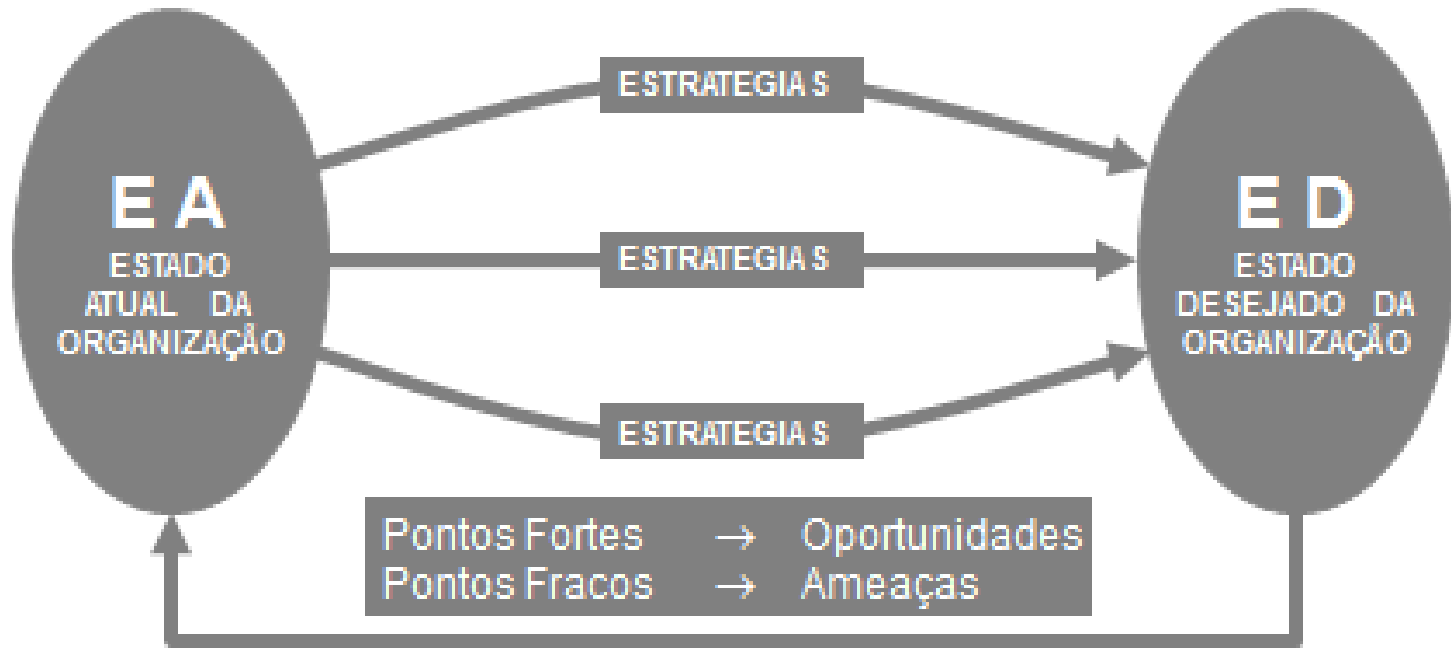 ESTRATEGIAS
E A
ESTADO
ATUAL DA
ORGANIZAÇÃO
ESTRATEGIAS
E D
ESTADO
DESEJADO DA
ORGANIZAÇÃO
ESTRATEGIAS
Pontos Fortes → Oportunidades
Pontos Fracos → Ameaças